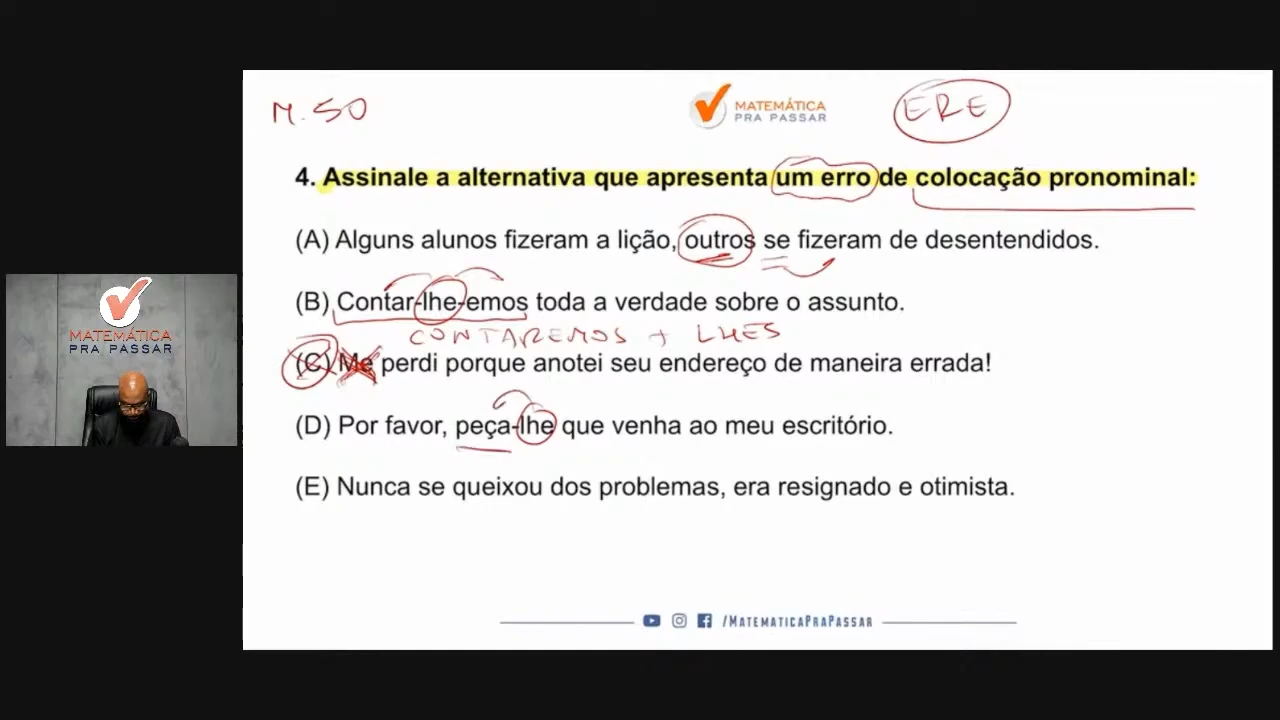 M. 50
MATEMÁTICA
PRA PASSAR
ERE
4. Assinale a alternativa que apresenta um erro de colocação pronominal:
(A) Alguns alunos fizeram a lição, outros se fizeram de desentendidos.
(B) Contar-lhe-emos toda a verdade sobre o assunto.
CONTAREMOS + LHES
(C) Me perdi porque anotei seu endereço de maneira errada!
(D) Por favor, peça-lhe que venha ao meu escritório.
(E) Nunca se queixou dos problemas, era resignado e otimista.
/MATEMATICAPRAPASSAR
MATEMÁTICA
PRA PASSAR